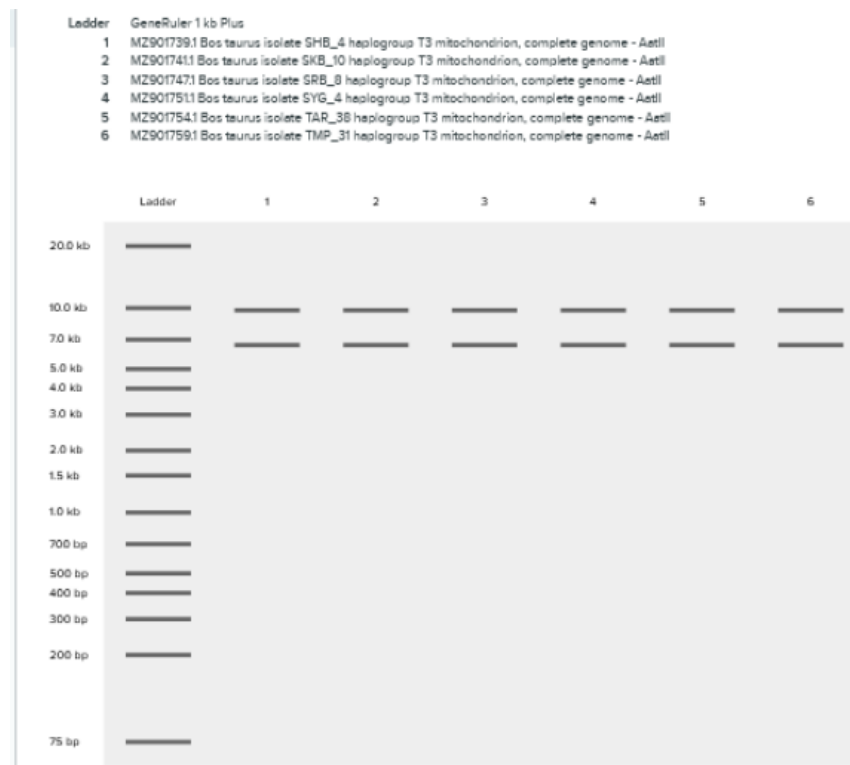 Ladder GeneRuler 1 kb Plus
1 MZ901739.1 Bos taurus isolate SHB_4 haplogroup T3 mitochondrion, complete genome - AatII
2 MZ901741.1 Bos taurus isolate SKB_10 haplogroup T3 mitochondrion, complete genome - AatII
3 MZ901747.1 Bos taurus isolate SRB_8 haplogroup T3 mitochondrion, complete genome - AatII
4 MZ901751.1 Bos taurus isolate SYG_4 haplogroup T3 mitochondrion, complete genome - AatII
5 MZ901754.1 Bos taurus isolate TAR_38 haplogroup T3 mitochondrion, complete genome - AatII
6 MZ901759.1 Bos taurus isolate TMP_31 haplogroup T3 mitochondrion, complete genome - AatII
Ladder 1 2 3 4 5 6
20.0 kb
10.0 kb
7.0 kb
5.0 kb
4.0 kb
3.0 kb
2.0 kb
1.5 kb
1.0 kb
700 bp
500 bp
400 bp
300 bp
200 bp
75 bp